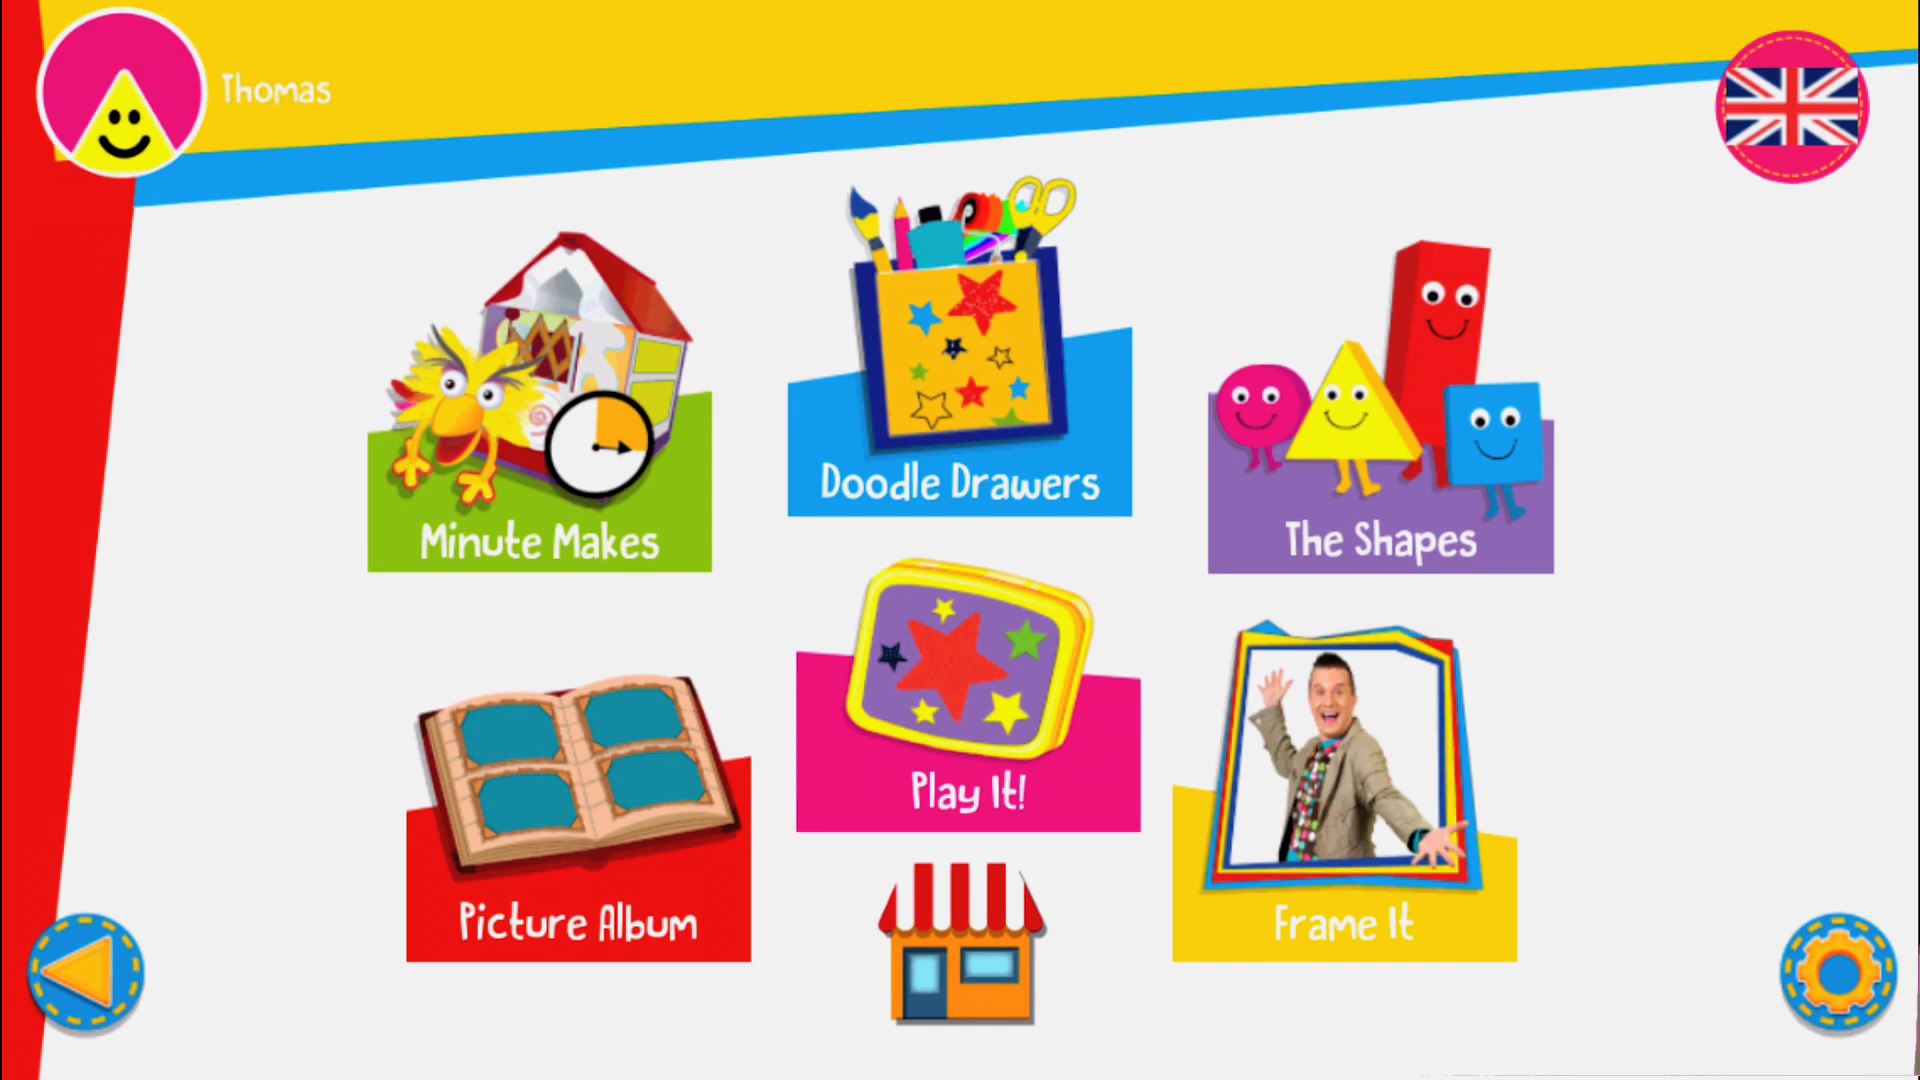 Thomas
Minute Makes
Doodle Drawers
The Shapes
Picture Album
Play It!
Frame It